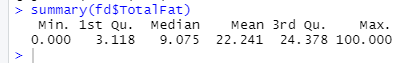 > summary(fd$TotalFat)
Min. 1st Qu. Median Mean 3rd Qu. Max.
0.000 3.118 9.075 22.241 24.378 100.000
>